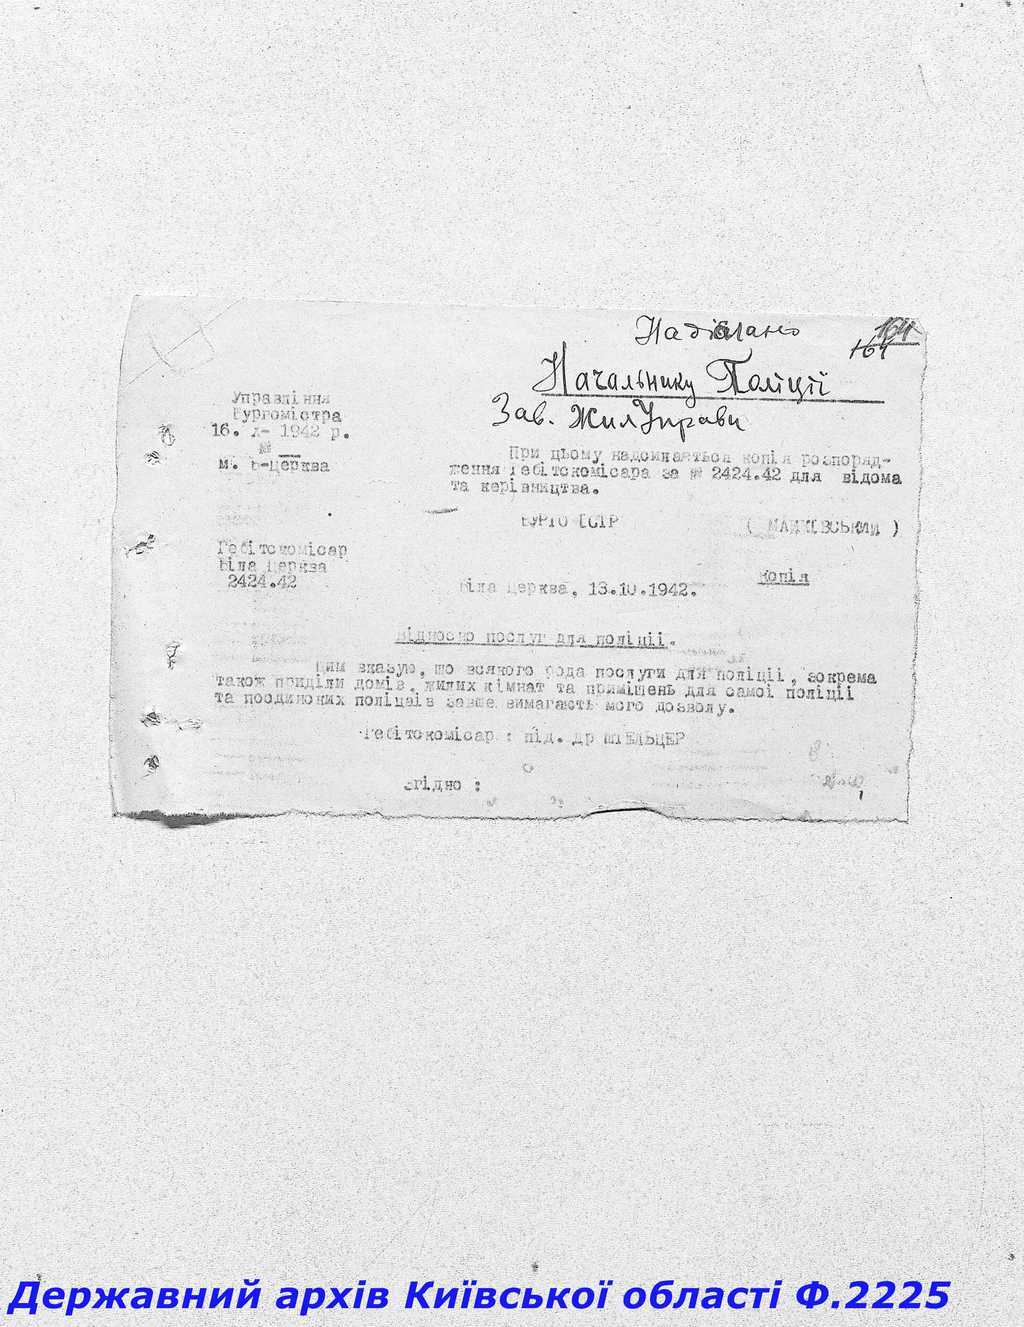 Надіслано
164
164
Начальнику Поліції
Зав. ЖилУправи
Управління
Бургомістра
16. X- 1942 р.
№
м. Б-Церква
При цьому надсилається копія розпоряд-
ження Гебітскомісара за № 2424.42 для відома
та керівництва.
БУРГОМІСТР
Гебітскомісар
Біла Церква
2424.42
Копія
Біла Церква, 13.10.1942.
Відносно послуг для поліції.
Цим вказую, що всякого рода послуги для поліції, зокрема
також приділи домів, жилих кімнат та приміщень для самої поліції
та поодиноких поліцаїв завше вимагають мого дозволу.
Гебітскомісар : під. др ШТЕЛЬЦЕР
Згідно :
Державний архів Київської області Ф.2225